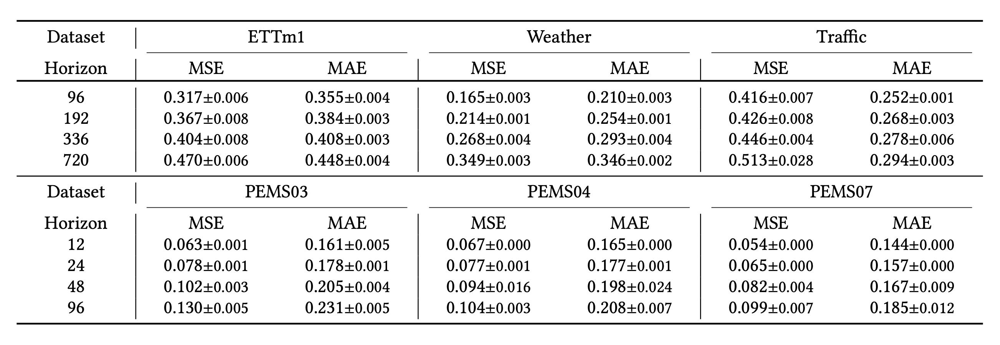 Dataset ETTm1 Weather Traffic
Horizon MSE MAE MSE MAE MSE MAE
96 0.317±0.006 0.355±0.004 0.165±0.003 0.210±0.003 0.416±0.007 0.252±0.001
192 0.367±0.008 0.384±0.003 0.214±0.001 0.254±0.001 0.426±0.008 0.268±0.003
336 0.404±0.008 0.408±0.003 0.268±0.004 0.293±0.004 0.446±0.004 0.278±0.006
720 0.470±0.006 0.448±0.004 0.349±0.003 0.346±0.002 0.513±0.028 0.294±0.003
Dataset PEMS03 PEMS04 PEMS07
Horizon MSE MAE MSE MAE MSE MAE
12 0.063±0.001 0.161±0.005 0.067±0.000 0.165±0.000 0.054±0.000 0.144±0.000
24 0.078±0.001 0.178±0.001 0.077±0.001 0.177±0.001 0.065±0.000 0.157±0.000
48 0.102±0.003 0.205±0.004 0.094±0.016 0.198±0.024 0.082±0.004 0.167±0.009
96 0.130±0.005 0.231±0.005 0.104±0.003 0.208±0.007 0.099±0.007 0.185±0.012